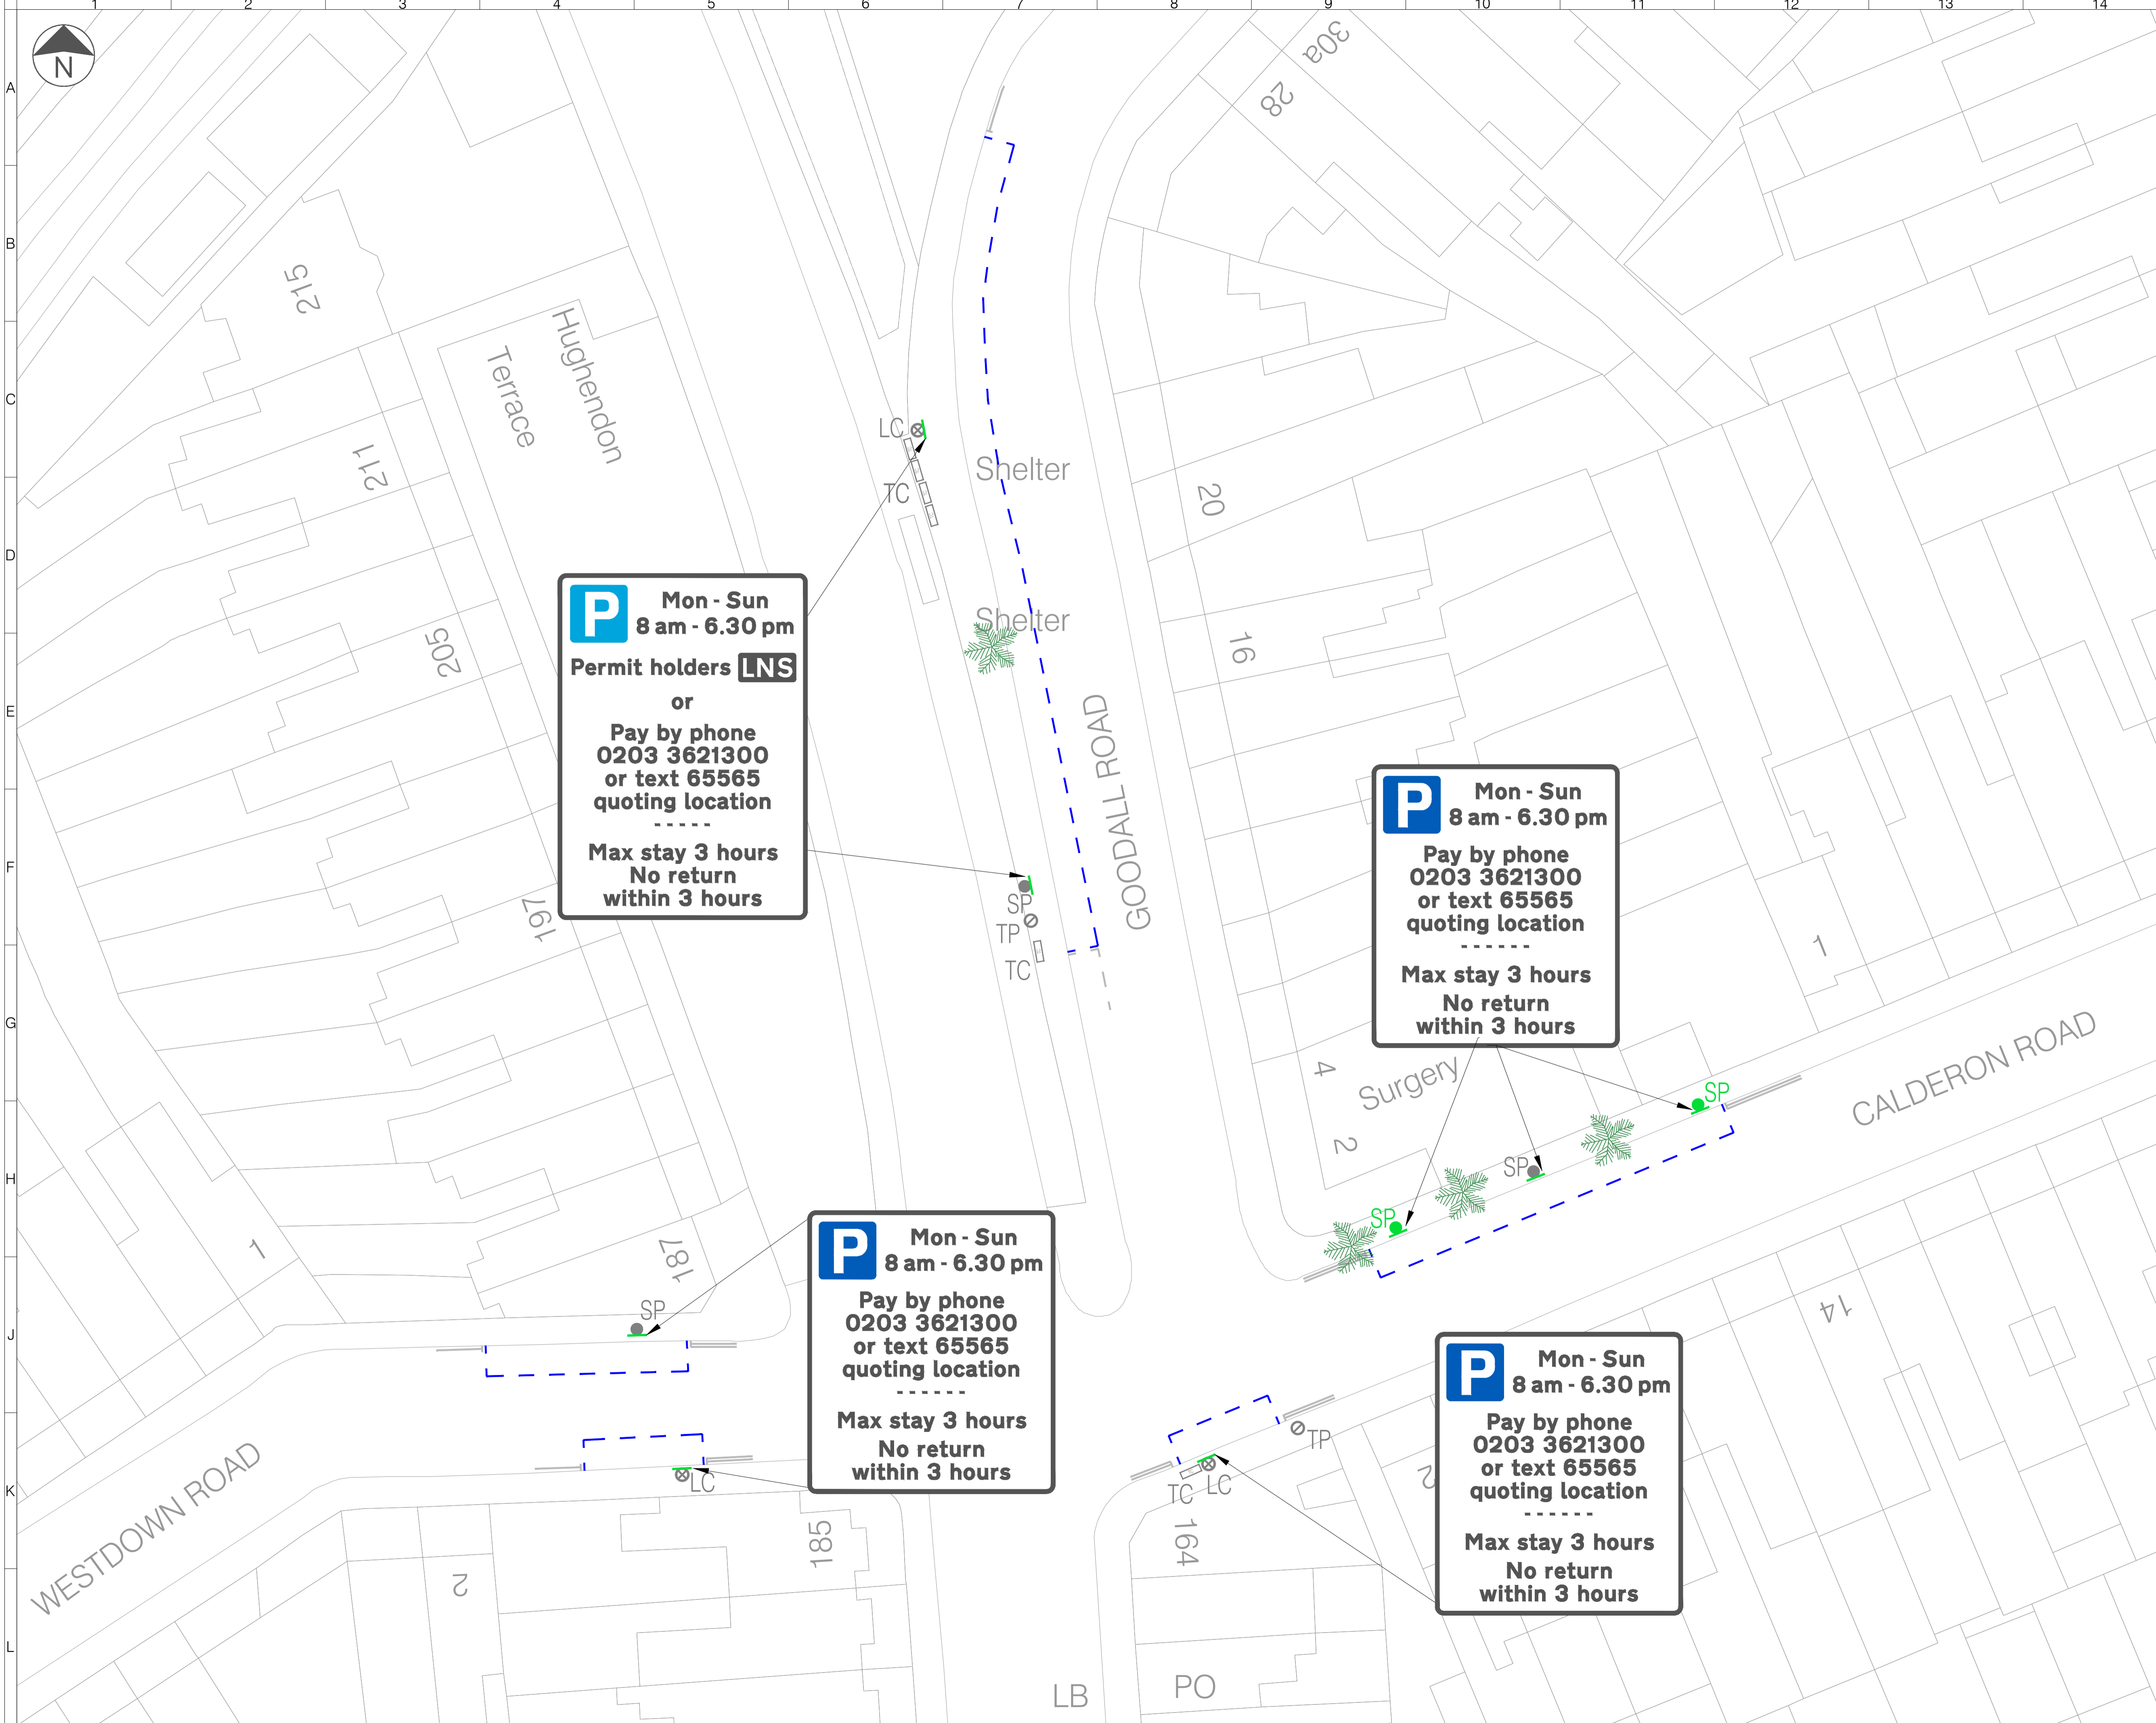 1 2 3 4 5 6 7 8 9 10 11 12 13 14
A
B
C
D
E
F
G
H
J
K
L
N
30a
28
215
Hughendon
Terrace
211
205
197
187
1
LC
TC
Shelter
Shelter
20
16
GOODALL ROAD
SP
TP
TC
4
Surgery
2
1
CALDERON ROAD
SP
SP
SP
14
P Mon - Sun
8 am - 6.30 pm
Permit holders LNS
or
Pay by phone
0203 3621300
or text 65565
quoting location
- - - - -
Max stay 3 hours
No return
within 3 hours
P Mon - Sun
8 am - 6.30 pm
Pay by phone
0203 3621300
or text 65565
quoting location
- - - - - -
Max stay 3 hours
No return
within 3 hours
P Mon - Sun
8 am - 6.30 pm
Pay by phone
0203 3621300
or text 65565
quoting location
- - - - - -
Max stay 3 hours
No return
within 3 hours
P Mon - Sun
8 am - 6.30 pm
Pay by phone
0203 3621300
or text 65565
quoting location
- - - - - -
Max stay 3 hours
No return
within 3 hours
SP
LC
WESTDOWN ROAD
2
185
TP
TC LC
164
2
LB
PO